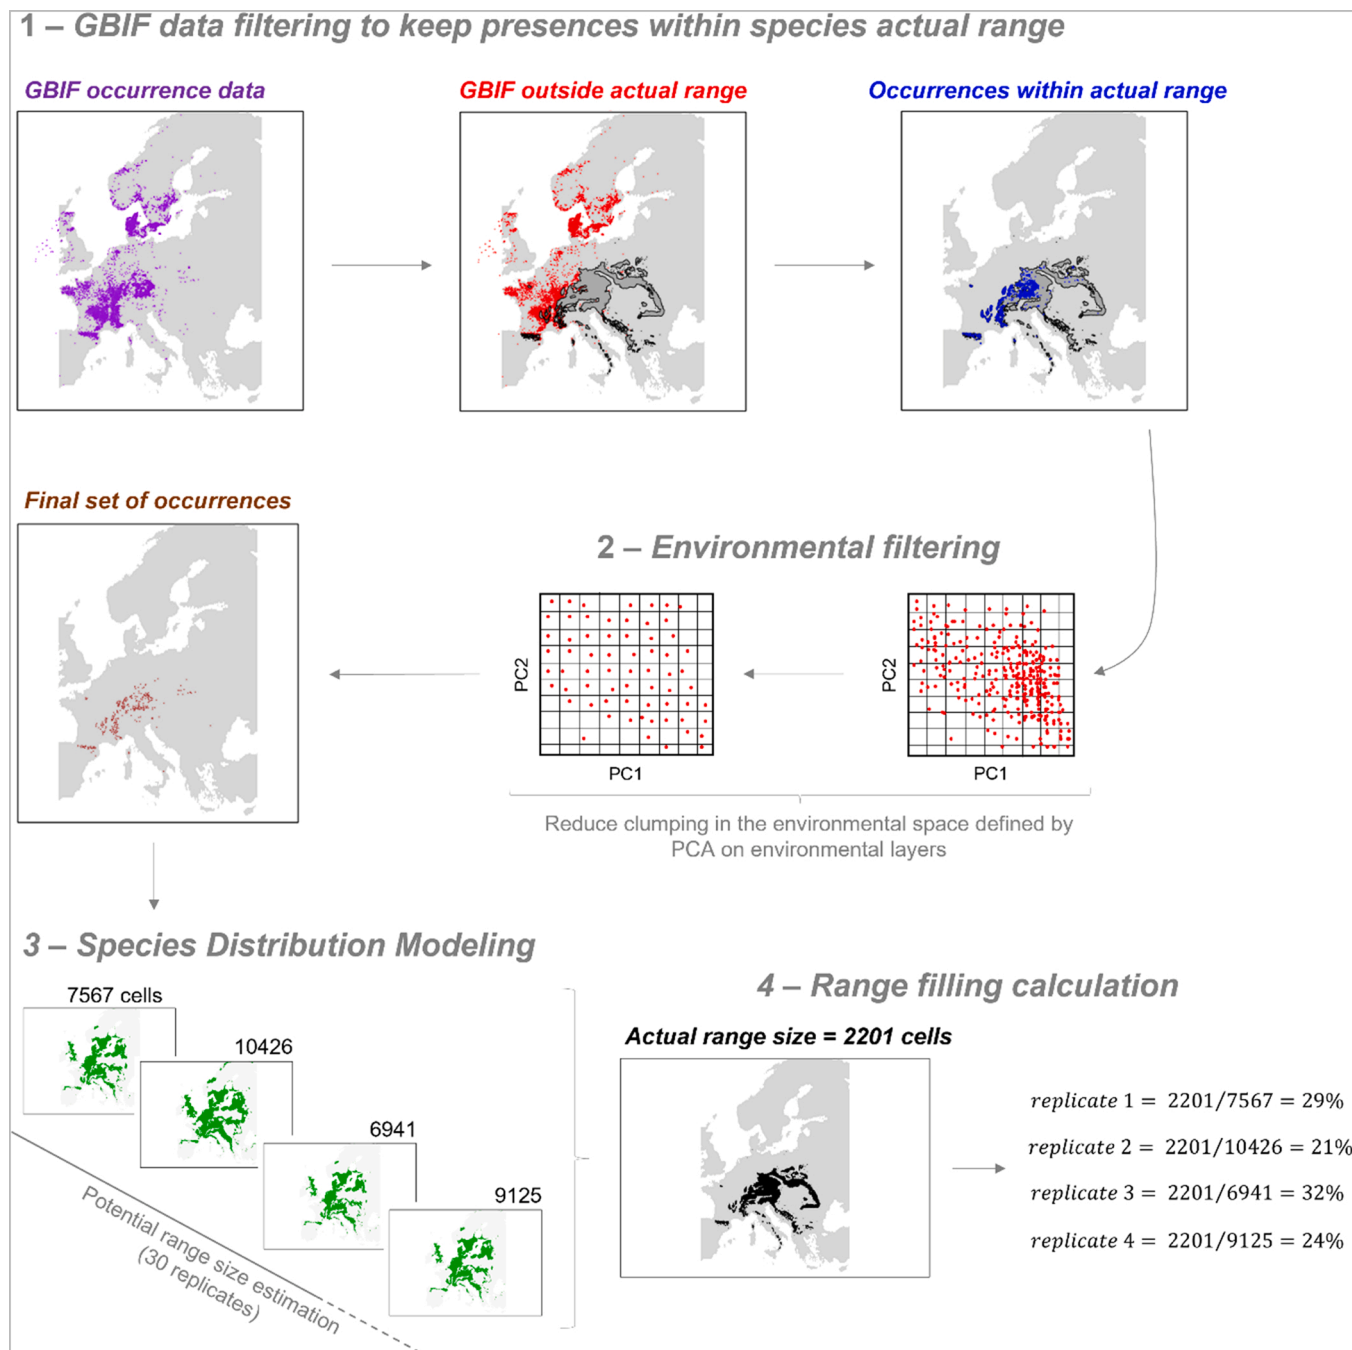 1 – GBIF data filtering to keep presences within species actual range
GBIF occurrence data
GBIF outside actual range
Occurrences within actual range
Final set of occurrences
2 – Environmental filtering
PC2
PC1
PC2
PC1
Reduce clumping in the environmental space defined by
PCA on environmental layers
3 – Species Distribution Modeling
7567 cells
10426
6941
9125
Potential range size estimation
(30 replicates)
4 – Range filling calculation
Actual range size = 2201 cells
replicate 1 = 2201/7567 = 29%
replicate 2 = 2201/10426 = 21%
replicate 3 = 2201/6941 = 32%
replicate 4 = 2201/9125 = 24%